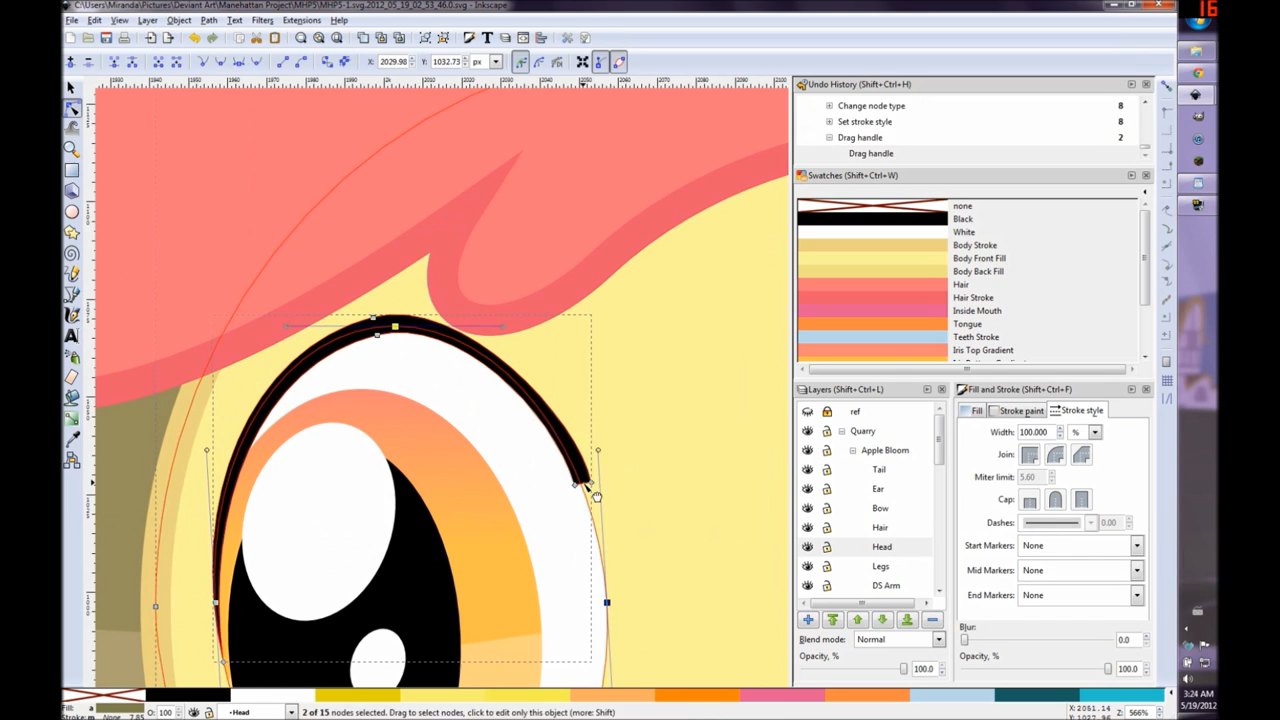 C:\Users\Miranda\Pictures\Deviant Art\Manehattan Project\MHP5\MHP5-1.svg.2012_05_19_02_53_46.0.svg - Inkscape
16
File Edit View Layer Object Path Text Filters Extensions Help
X: 2029.98 Y: 1032.73 px
Undo History (Shift+Ctrl+H)
Change node type 8
Set stroke style 8
Drag handle 2
Drag handle
Swatches (Shift+Ctrl+W)
none
Black
White
Body Stroke
Body Front Fill
Body Back Fill
Hair
Hair Stroke
Inside Mouth
Tongue
Teeth Stroke
Iris Top Gradient
Layers (Shift+Ctrl+L)
ref
Quarry
Apple Bloom
Tail
Ear
Bow
Hair
Head
Legs
DS Arm
Blend mode: Normal
Opacity, % 100.0
Fill and Stroke (Shift+Ctrl+F)
Fill Stroke paint Stroke style
Width: 100.000 %
Join:
Miter limit: 5.60
Cap:
Dashes: 0.00
Start Markers: None
Mid Markers: None
End Markers: None
Blur:
0.0
Opacity, %
100.0
Fill: a
Stroke: m None 7.85
O: 100
Head
2 of 15 nodes selected. Drag to select nodes, click to edit only this object (more: Shift)
X: 2051.14
Y: 1027.96
Z: 566%
3:24 AM
5/19/2012